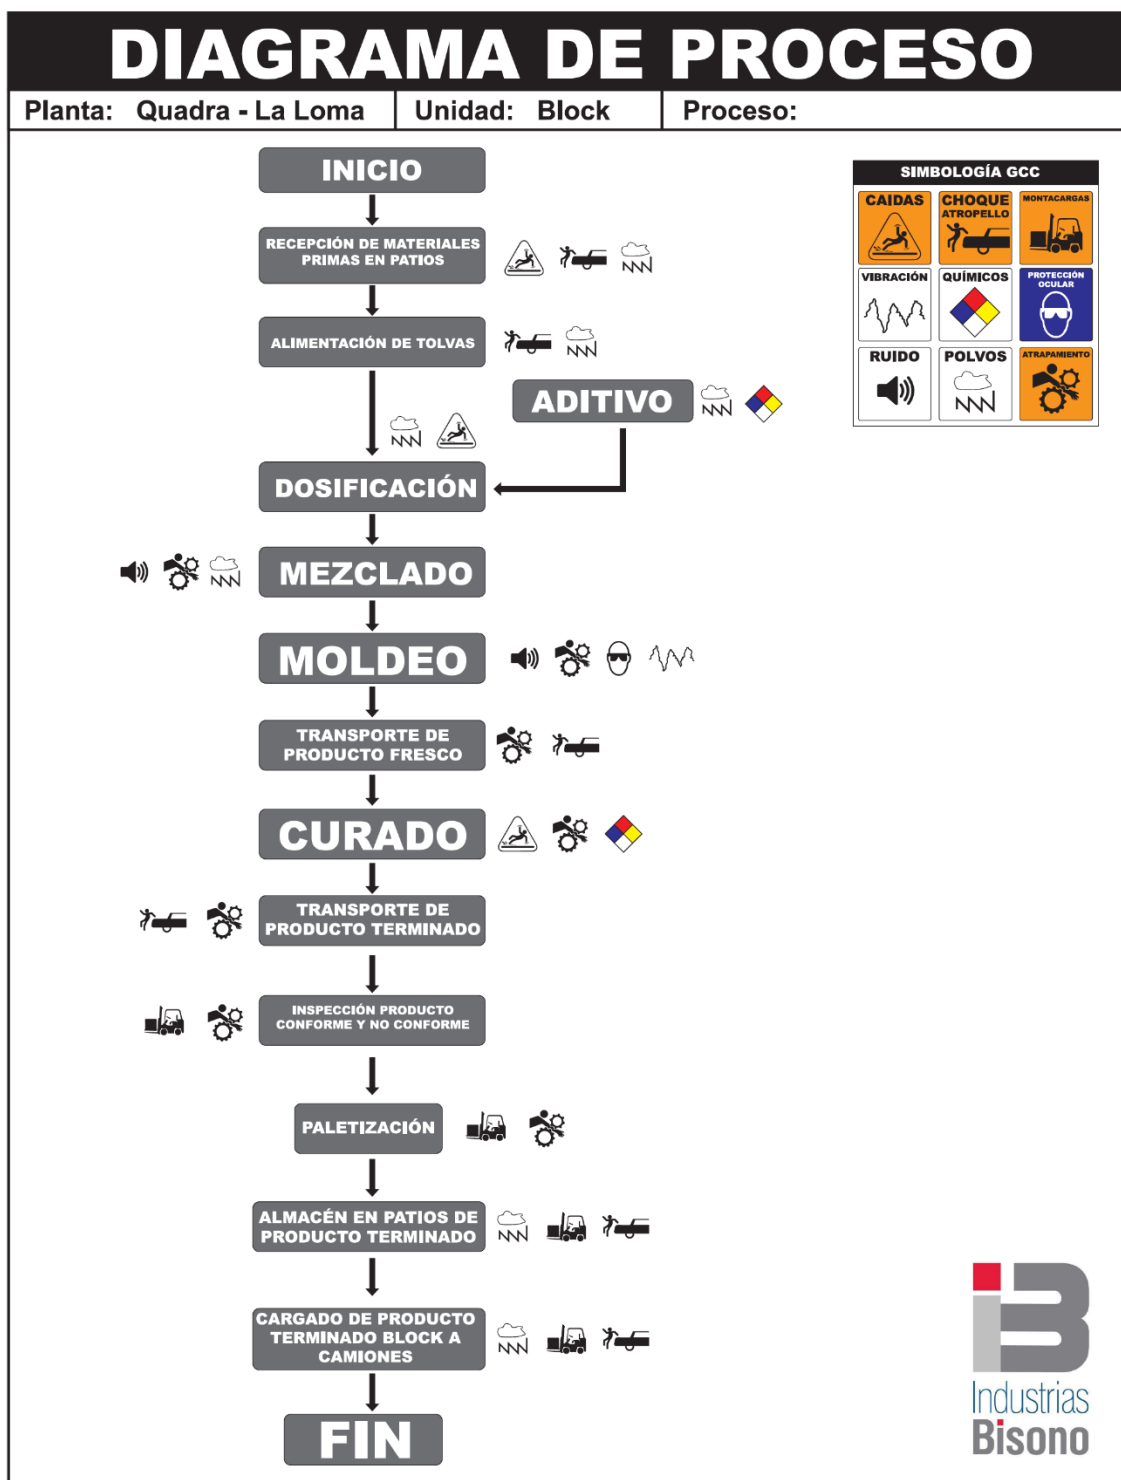 DIAGRAMA DE PROCESO
Planta: Quadra - La Loma
Unidad: Block
Proceso:
INICIO
RECEPCIÓN DE MATERIALES
PRIMAS EN PATIOS
ALIMENTACIÓN DE TOLVAS
ADITIVO
DOSIFICACIÓN
MEZCLADO
MOLDEO
TRANSPORTE DE
PRODUCTO FRESCO
CURADO
TRANSPORTE DE
PRODUCTO TERMINADO
INSPECCIÓN PRODUCTO
CONFORME Y NO CONFORME
PALETIZACIÓN
ALMACÉN EN PATIOS DE
PRODUCTO TERMINADO
CARGADO DE PRODUCTO
TERMINADO BLOCK A
CAMIONES
FIN
SIMBOLOGÍA GCC
CAIDAS
CHOQUE
ATROPELLO
MONTACARGAS
VIBRACIÓN
QUÍMICOS
PROTECCIÓN
OCULAR
RUIDO
POLVOS
ATRAPAMIENTO
iB
Industrias
Bisono